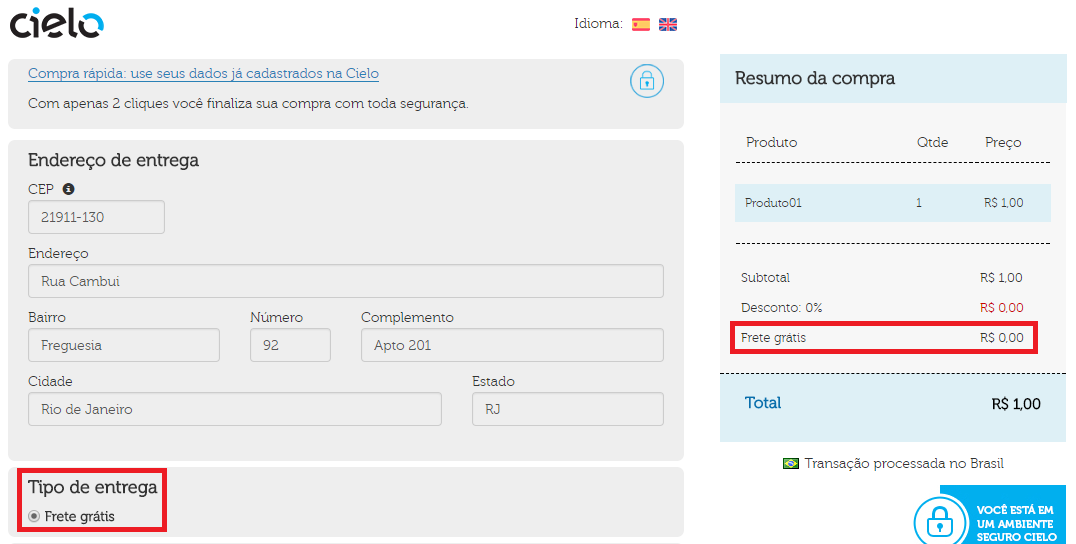 cielo
Idioma:
Compra rápida: use seus dados já cadastrados na Cielo
Com apenas 2 cliques você finaliza sua compra com toda segurança.
Endereço de entrega
CEP
21911-130
Endereço
Rua Cambui
Bairro Número Complemento
Freguesia 92 Apto 201
Cidade Estado
Rio de Janeiro RJ
Tipo de entrega
Frete grátis
Resumo da compra
Produto Qtde Preço
Produto01 1 R$ 1,00
Subtotal R$ 1,00
Desconto: 0% R$ 0,00
Frete grátis R$ 0,00
Total R$ 1,00
Transação processada no Brasil
VOCÊ ESTÁ EM
UM AMBIENTE
SEGURO CIELO